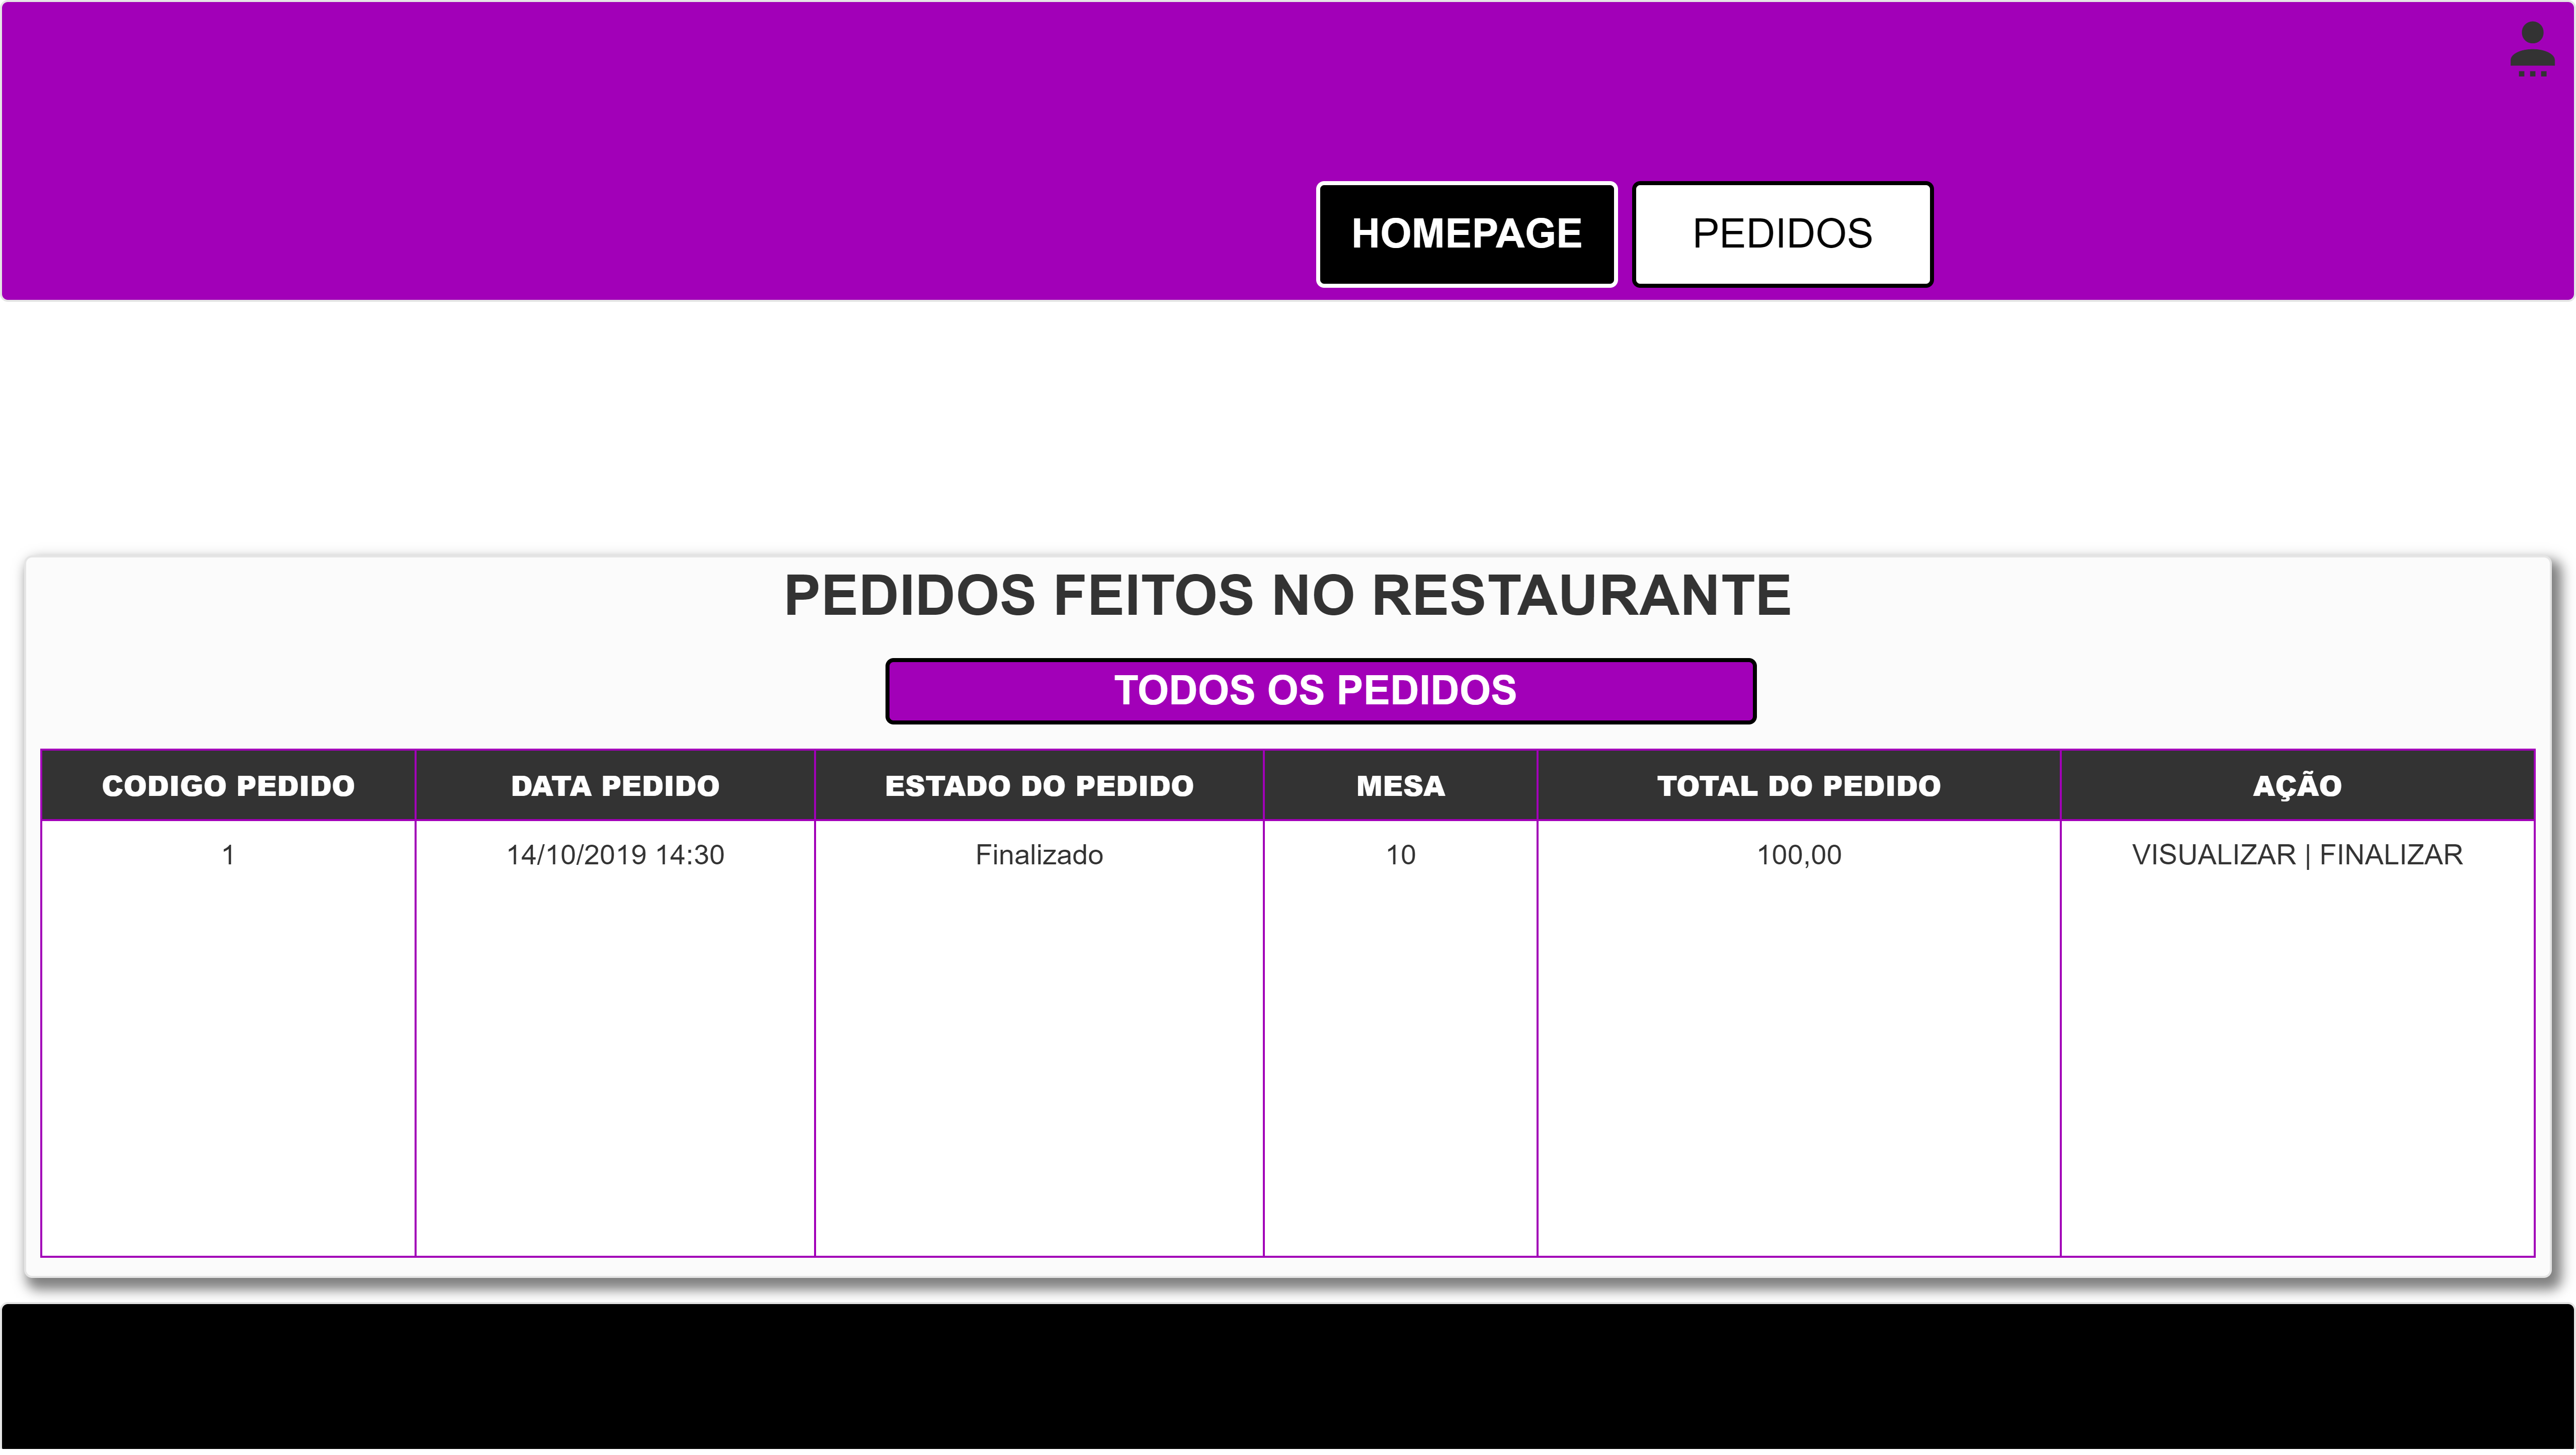 HOMEPAGE PEDIDOS
PEDIDOS FEITOS NO RESTAURANTE
TODOS OS PEDIDOS
CODIGO PEDIDO DATA PEDIDO ESTADO DO PEDIDO MESA TOTAL DO PEDIDO AÇÃO
1 14/10/2019 14:30 Finalizado 10 100,00 VISUALIZAR | FINALIZAR